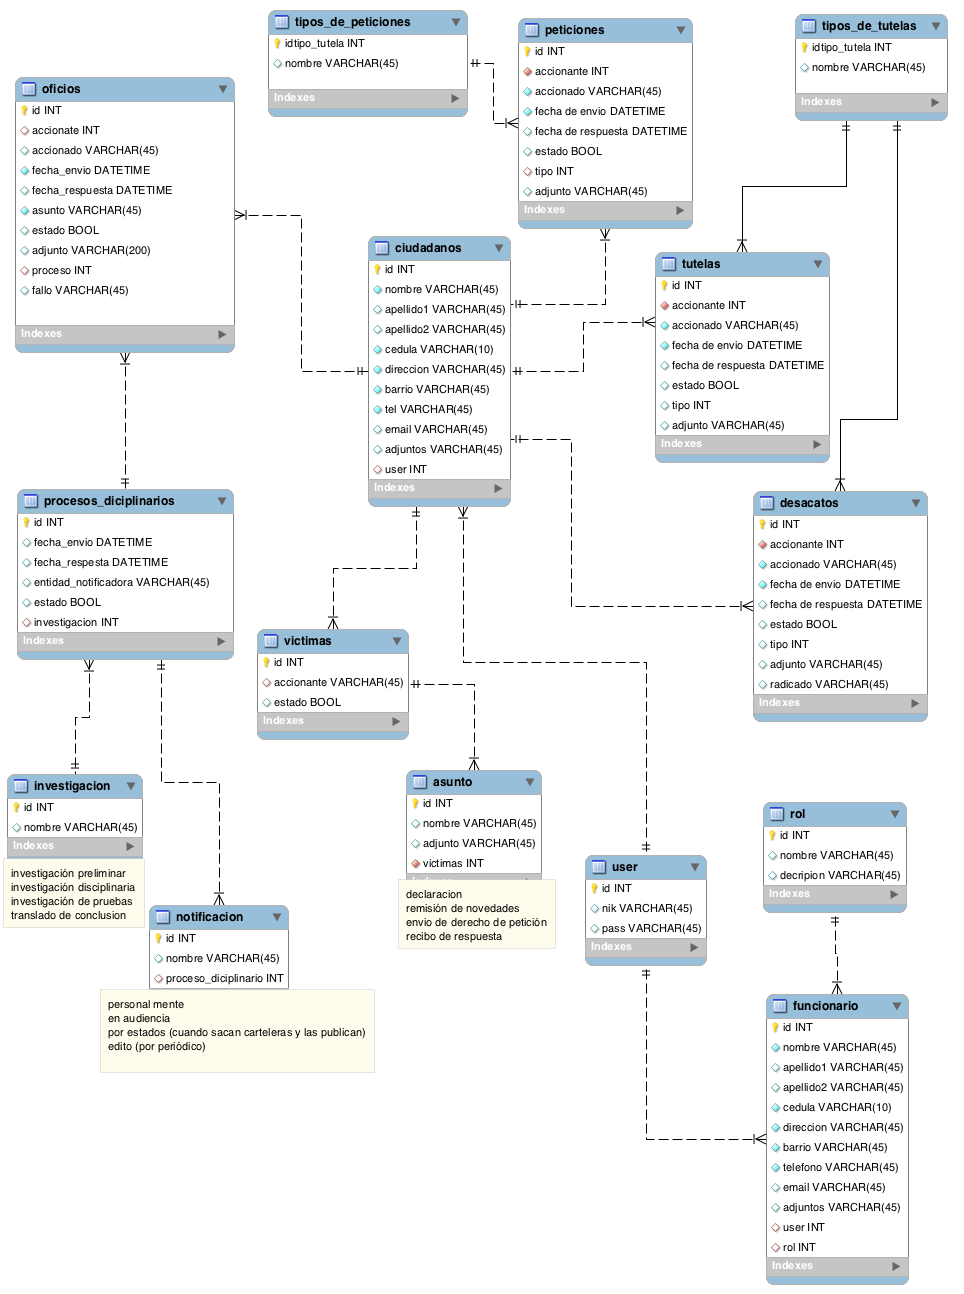 tipos_de_peticiones
idtipo_tutela INT
nombre VARCHAR(45)
Indexes
peticiones
id INT
accionante INT
accionado VARCHAR(45)
fecha de envio DATETIME
fecha de respuesta DATETIME
estado BOOL
tipo INT
adjunto VARCHAR(45)
Indexes
tipos_de_tutelas
idtipo_tutela INT
nombre VARCHAR(45)
Indexes
oficios
id INT
accionate INT
accionado VARCHAR(45)
fecha_envio DATETIME
fecha_respuesta DATETIME
asunto VARCHAR(45)
estado BOOL
adjunto VARCHAR(200)
proceso INT
fallo VARCHAR(45)
Indexes
ciudadanos
id INT
nombre VARCHAR(45)
apellido1 VARCHAR(45)
apellido2 VARCHAR(45)
cedula VARCHAR(10)
direccion VARCHAR(45)
barrio VARCHAR(45)
tel VARCHAR(45)
email VARCHAR(45)
adjuntos VARCHAR(45)
user INT
Indexes
tutelas
id INT
accionante INT
accionado VARCHAR(45)
fecha de envio DATETIME
fecha de respuesta DATETIME
estado BOOL
tipo INT
adjunto VARCHAR(45)
Indexes
procesos_diciplinarios
id INT
fecha_envio DATETIME
fecha_respesta DATETIME
entidad_notificadora VARCHAR(45)
estado BOOL
investigacion INT
Indexes
desacatos
id INT
accionante INT
accionado VARCHAR(45)
fecha de envio DATETIME
fecha de respuesta DATETIME
estado BOOL
tipo INT
adjunto VARCHAR(45)
radicado VARCHAR(45)
Indexes
victimas
id INT
accionante VARCHAR(45)
estado BOOL
Indexes
investigacion
id INT
nombre VARCHAR(45)
Indexes
investigación preliminar
investigación disciplinaria
investigación de pruebas
translado de conclusion
asunto
id INT
nombre VARCHAR(45)
adjunto VARCHAR(45)
victimas INT
Indexes
declaracion
remisión de novedades
envio de derecho de petición
recibo de respuesta
user
id INT
nik VARCHAR(45)
pass VARCHAR(45)
Indexes
rol
id INT
nombre VARCHAR(45)
decripion VARCHAR(45)
Indexes
notificacion
id INT
nombre VARCHAR(45)
proceso_diciplinario INT
personal mente
en audiencia
por estados (cuando sacan carteleras y las publican)
edito (por periódico)
funcionario
id INT
nombre VARCHAR(45)
apellido1 VARCHAR(45)
apellido2 VARCHAR(45)
cedula VARCHAR(10)
direccion VARCHAR(45)
barrio VARCHAR(45)
telefono VARCHAR(45)
email VARCHAR(45)
adjuntos VARCHAR(45)
user INT
rol INT
Indexes